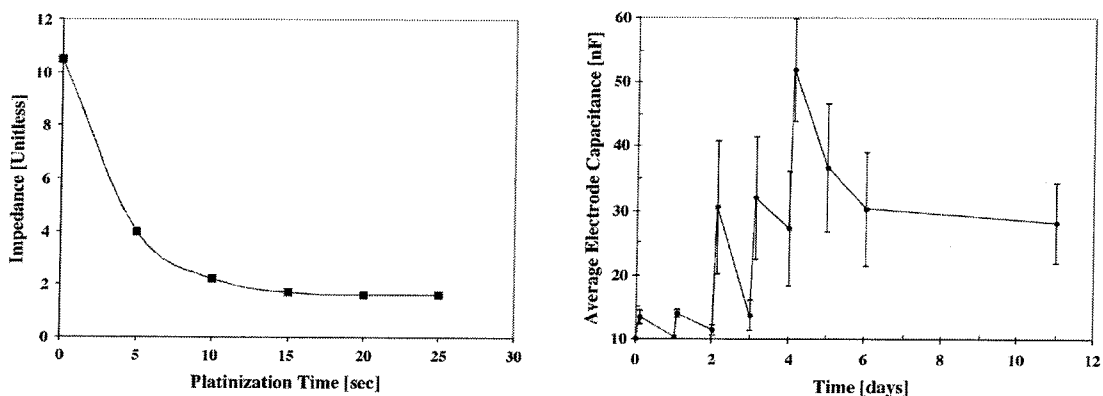 12
10
8
6
4
2
0
Impedance [Unitless]
0 5 10 15 20 25 30
Platinization Time [sec]
60
50
40
30
20
10
Average Electrode Capacitance [nF]
0 2 4 6 8 10 12
Time [days]